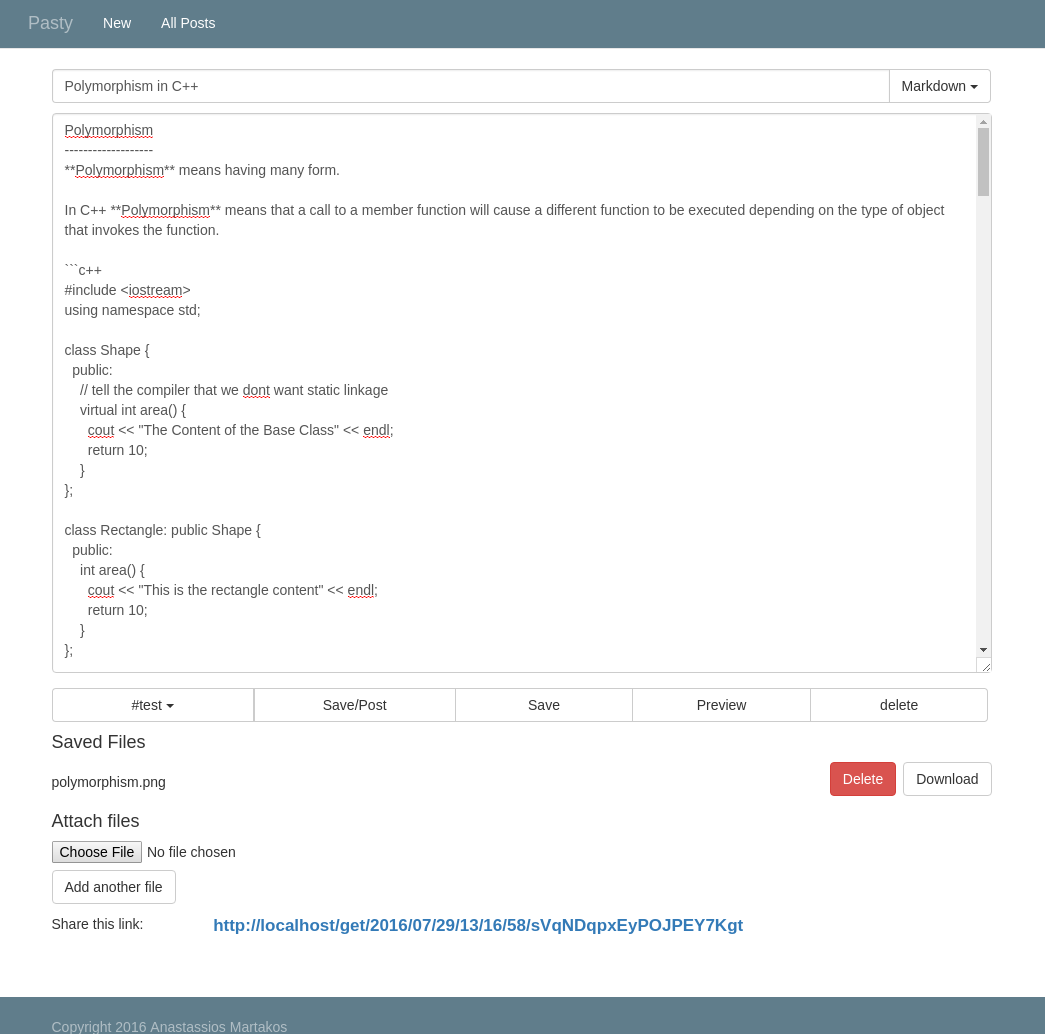 Pasty New All Posts
Polymorphism in C++ Markdown
Polymorphism
-------------------
**Polymorphism** means having many form.
In C++ **Polymorphism** means that a call to a member function will cause a different function to be executed depending on the type of object
that invokes the function.
```c++
#include <iostream>
using namespace std;
class Shape {
  public:
    // tell the compiler that we dont want static linkage
    virtual int area() {
      cout << "The Content of the Base Class" << endl;
      return 10;
    }
};
class Rectangle: public Shape {
  public:
    int area() {
      cout << "This is the rectangle content" << endl;
      return 10;
    }
};
#test Save/Post Save Preview delete
Saved Files
polymorphism.png Delete Download
Attach files
Choose File No file chosen
Add another file
Share this link: http://localhost/get/2016/07/29/13/16/58/sVqNDqpxEyPOJPEY7Kgt
Copyright 2016 Anastassios Martakos